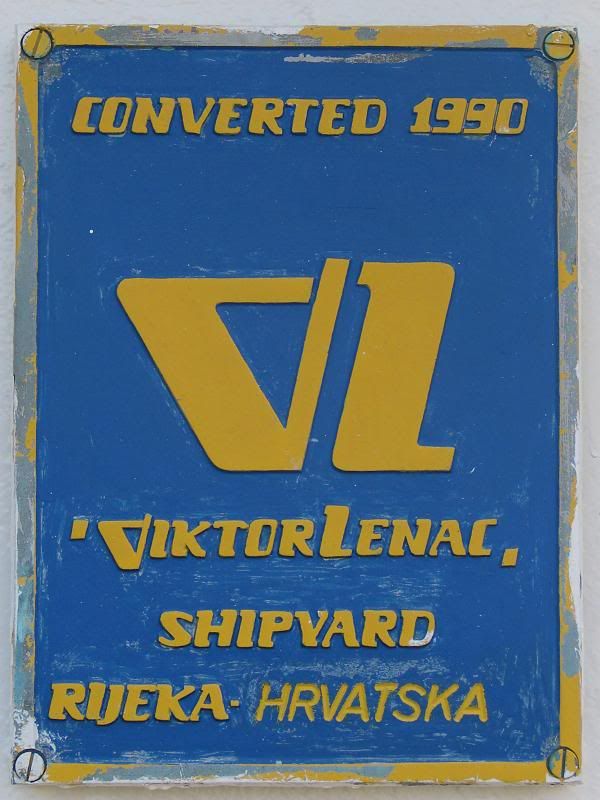 CONVERTED 1990
VL
'VIKTOR LENAC,
SHIPYARD
RIJEKA- HRVATSKA